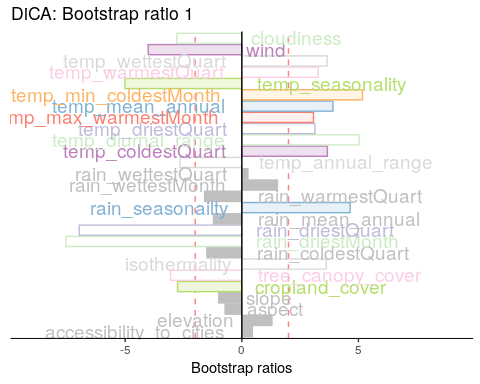 DiCA: Bootstrap ratio 1
cloudiness
wind
temp_wettestQuart
temp_warmestQuart
temp_seasonality
temp_min_coldestMonth
temp_mean_annual
mp_max_warmestMonth
temp_driestQuart
temp_diurnal_range
temp_coldestQuart
temp_annual_range
rain_wettestQuart
rain_wettestMonth
rain_warmestQuart
rain_seasonailty
rain_mean_annual
rain_driestQuart
rain_driestMonth
rain_coldestQuart
isothermality
tree_canopy_cover
cropland_cover
slope
aspect
elevation
accessibility_to_cities
-5 0 5
Bootstrap ratios